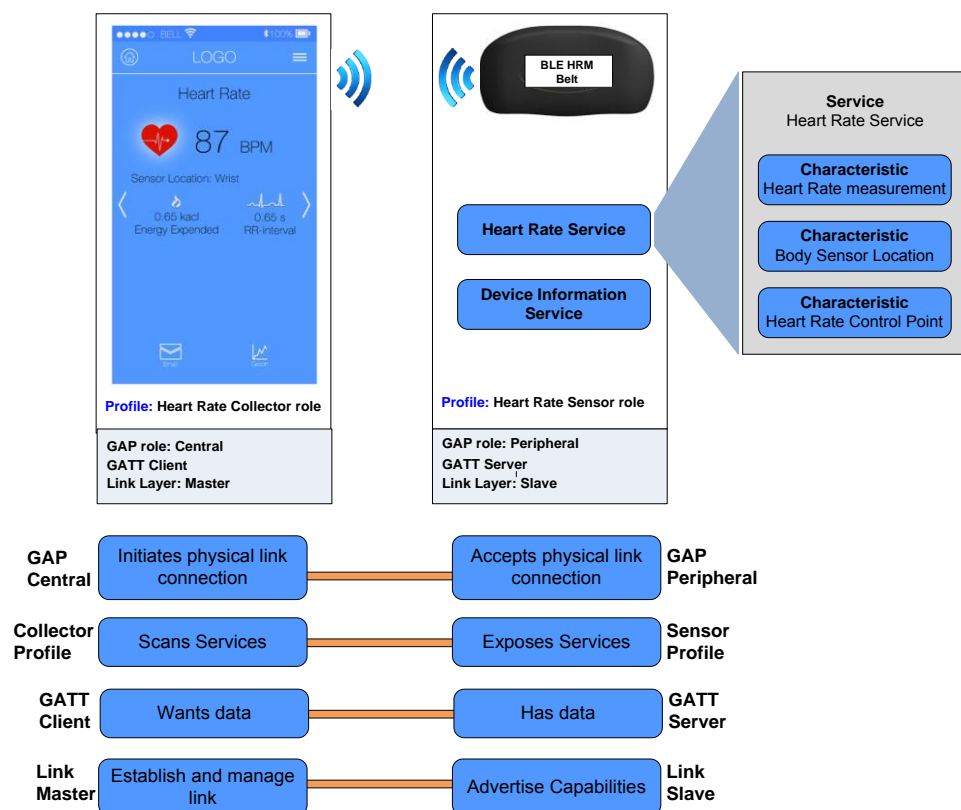 BELL
100%
LOGO
Heart Rate
87 BPM
Sensor Location: Wrist
0.65 kacl
Energy Expended
0.65 s
RR-interval
Email
Graph
Profile: Heart Rate Collector role
GAP role: Central
GATT Client
Link Layer: Master
BLE HRM
Belt
Heart Rate Service
Device Information
Service
Profile: Heart Rate Sensor role
GAP role: Peripheral
GATT Server
Link Layer: Slave
Service
Heart Rate Service
Characteristic
Heart Rate measurement
Characteristic
Body Sensor Location
Characteristic
Heart Rate Control Point
GAP
Central
Initiates physical link
connection
Accepts physical link
connection
GAP
Peripheral
Collector
Profile
Scans Services
Exposes Services
Sensor
Profile
GATT
Client
Wants data
Has data
GATT
Server
Link
Master
Establish and manage
link
Advertise Capabilities
Link
Slave